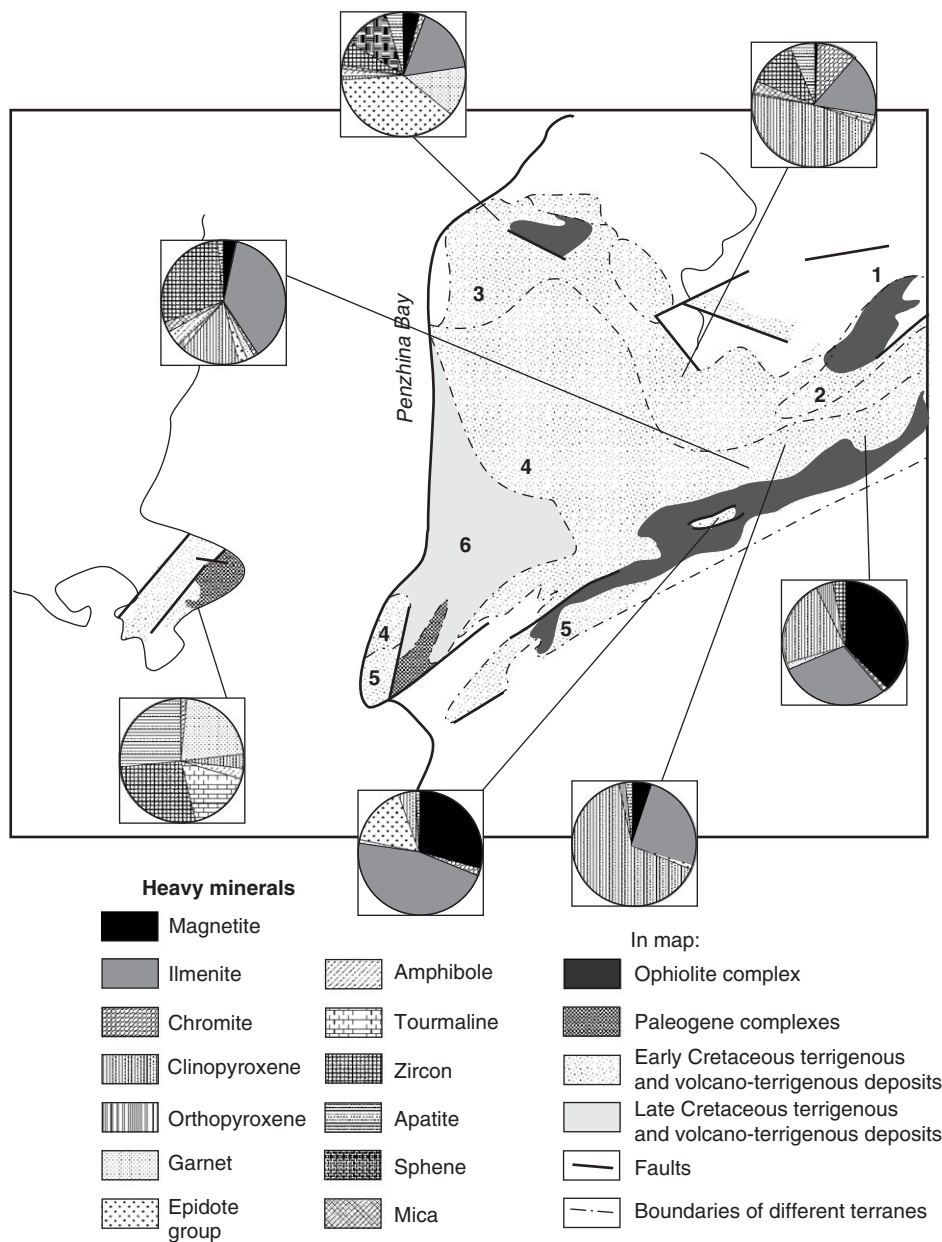 1
3
2
Penzhina Bay
4
6
4
5
5
Heavy minerals
Magnetite
Ilmenite
Chromite
Clinopyroxene
Orthopyroxene
Garnet
Epidote
group
Amphibole
Tourmaline
Zircon
Apatite
Sphene
Mica
In map:
Ophiolite complex
Paleogene complexes
Early Cretaceous terrigenous
and volcano-terrigenous deposits
Late Cretaceous terrigenous
and volcano-terrigenous deposits
Faults
Boundaries of different terranes